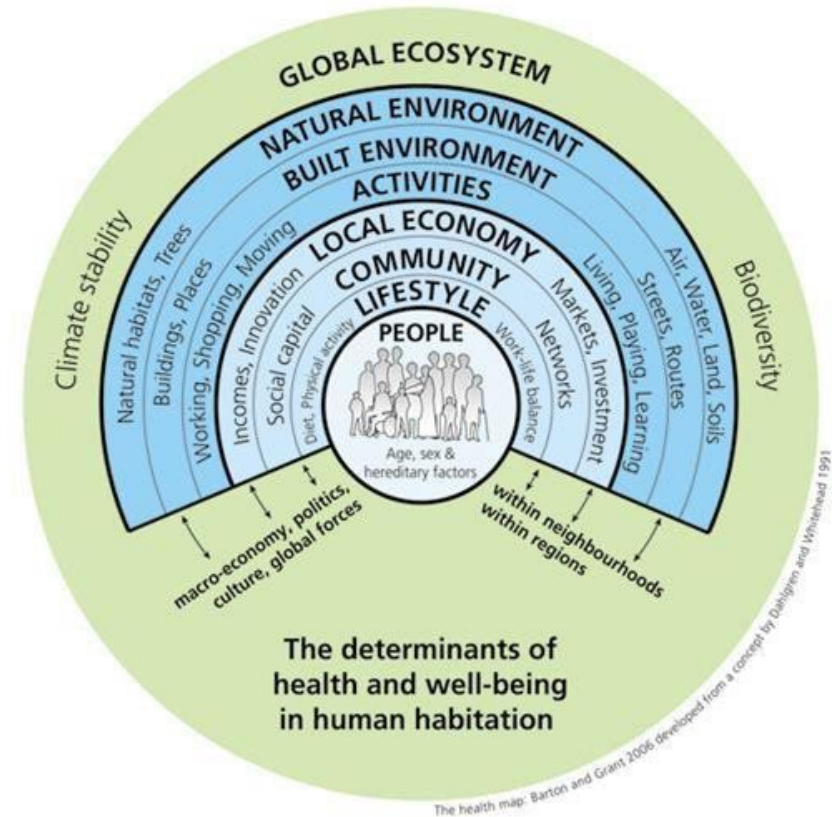 GLOBAL ECOSYSTEM
NATURAL ENVIRONMENT
BUILT ENVIRONMENT
ACTIVITIES
LOCAL ECONOMY
COMMUNITY
LIFESTYLE
PEOPLE
Age, sex &
hereditary factors
Climate stability
Natural habitats, Trees
Buildings, Places
Working, Shopping, Moving
Incomes, Innovation
Social capital
Diet, Physical activity
Work-life balance
Networks
Markets, Investment
Living, Playing, Learning
Streets, Routes
Air, Water, Land, Soils
Biodiversity
macro-economy, politics,
culture, global forces
within neighbourhoods
within regions
The determinants of
health and well-being
in human habitation
The health map: Barton and Grant 2006 developed from a concept by Dahlgren and Whitehead 1991